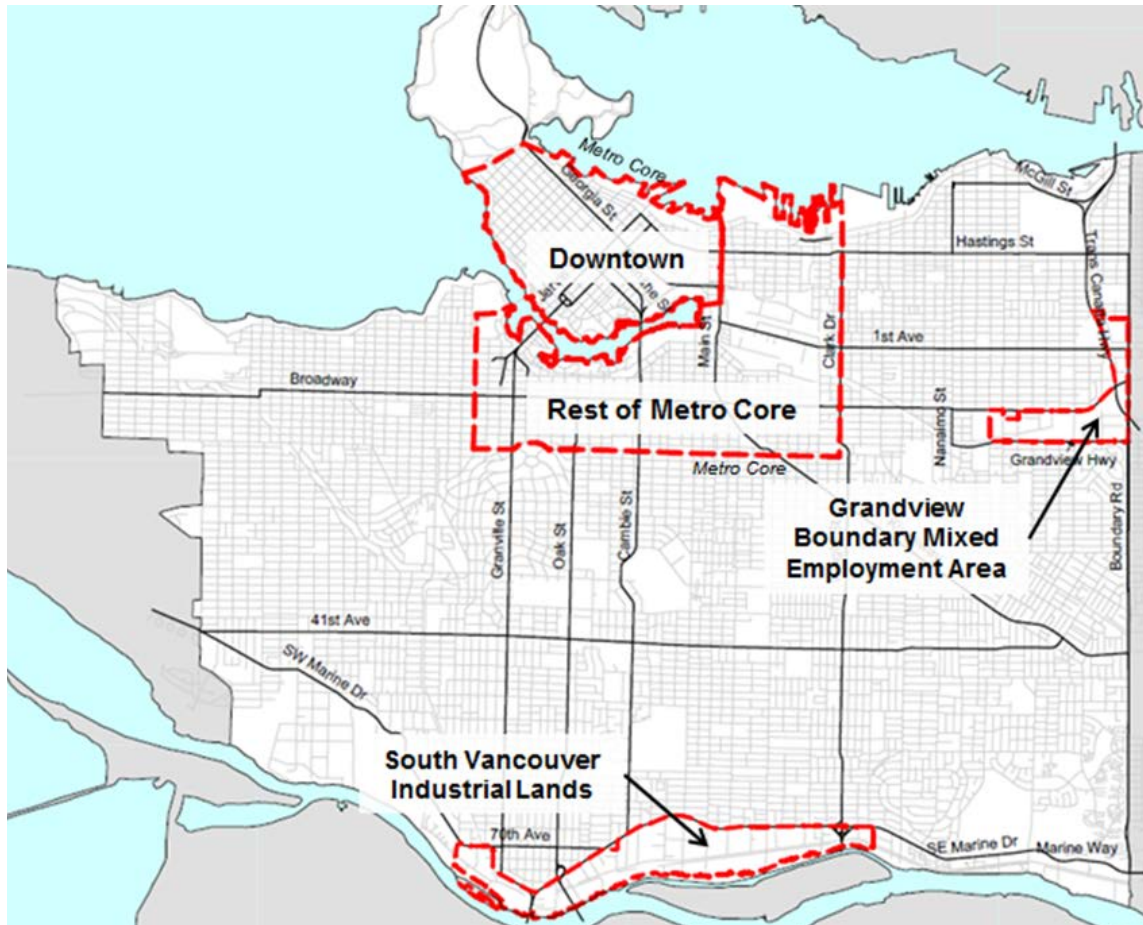 Metro Core
Georgia St
McGill St
Hastings St
Downtown
Trans Canada Hwy
Main St
Clark Dr
1st Ave
Broadway
Rest of Metro Core
Nanaimo St
Metro Core
Grandview Hwy
Granville St
Oak St
Cambie St
Boundary Rd
Grandview
Boundary Mixed
Employment Area
41st Ave
SW Marine Dr
South Vancouver
Industrial Lands
70th Ave
SE Marine Dr
Marine Way